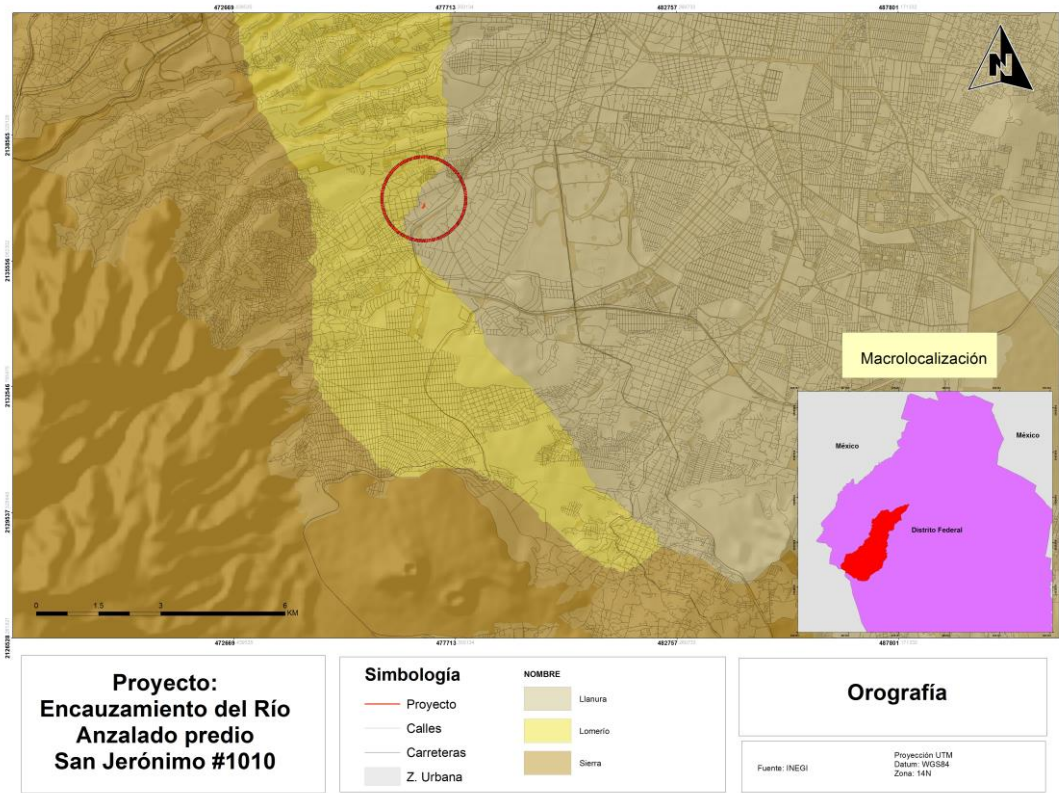 472669
477713
482757
487801
N
2138563
2132546
2129537
2126528
Macrolocalización
México
México
Distrito Federal
0 1.5 3 6
KM
472669
477713
482757
487801
Proyecto:
Encauzamiento del Río
Anzalado predio
San Jerónimo #1010
Simbología
Proyecto
Calles
Carreteras
Z. Urbana
NOMBRE
Llanura
Lomerío
Sierra
Orografía
Fuente: INEGI
Proyección UTM
Datum: WGS84
Zona: 14N